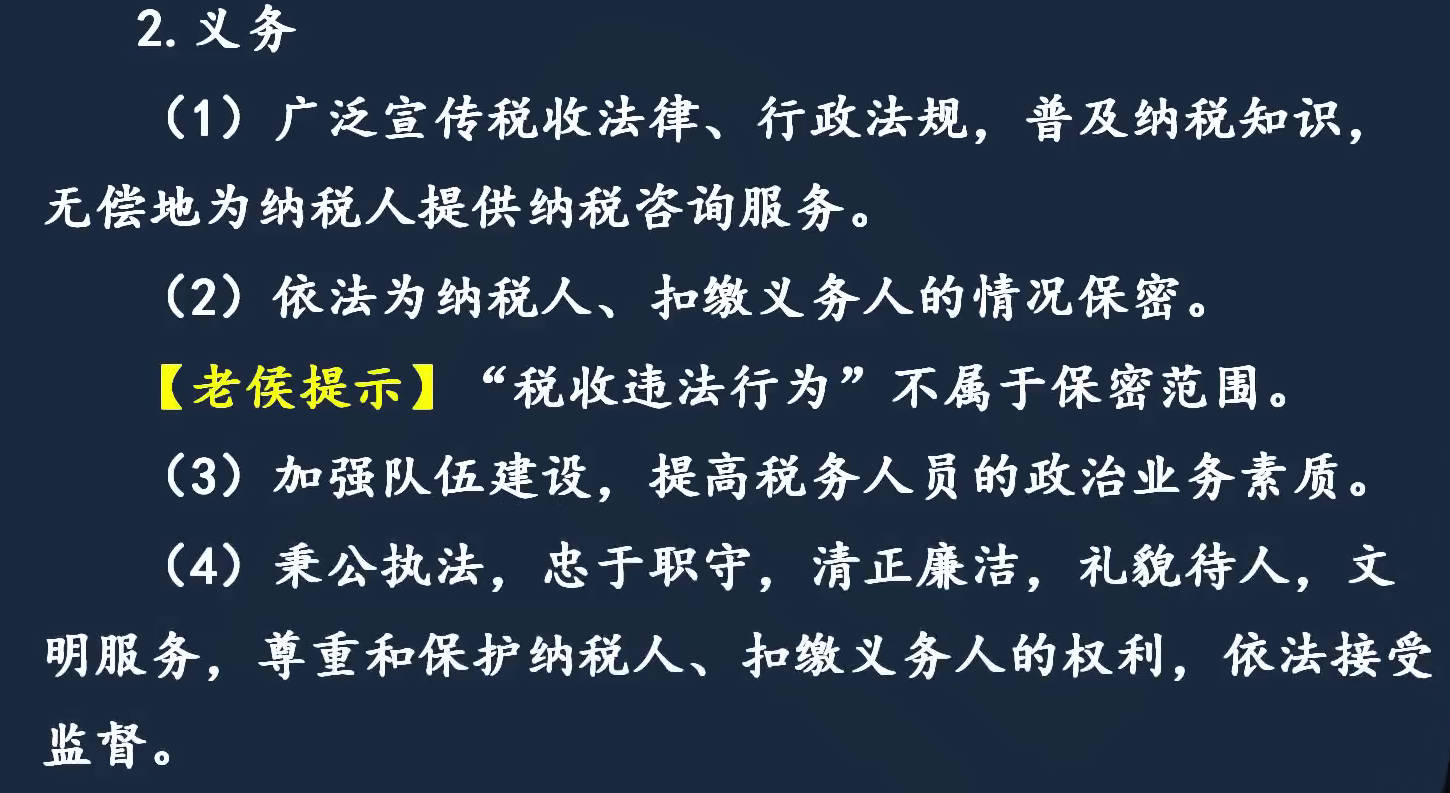 2. 义务
（1）广泛宣传税收法律、行政法规，普及纳税知识，
无偿地为纳税人提供纳税咨询服务。
（2）依法为纳税人、扣缴义务人的情况保密。
【老侯提示】“税收违法行为”不属于保密范围。
（3）加强队伍建设，提高税务人员的政治业务素质。
（4）秉公执法，忠于职守，清正廉洁，礼貌待人，文
明服务，尊重和保护纳税人、扣缴义务人的权利，依法接受
监督。